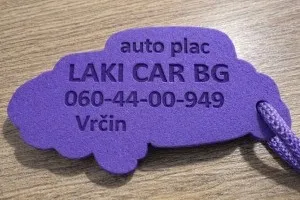 auto plac
LAKI CAR BG
060-44-00-949
Vrčin